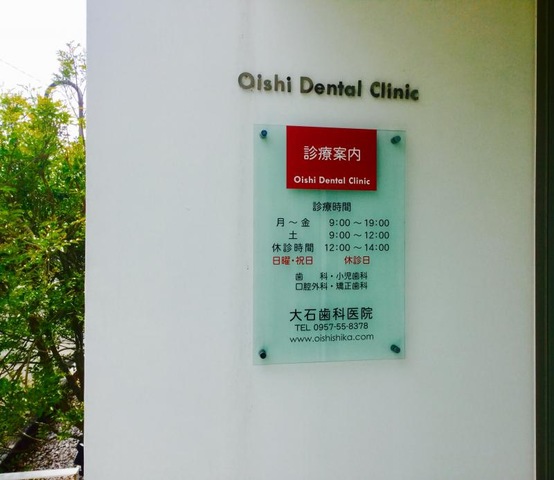 Oishi Dental Clinic
診療案内
Oishi Dental Clinic
診療時間
月～金 9:00～19:00
土 9:00～12:00
休診時間 12:00～14:00
日曜・祝日 休診日
歯 科・小児歯科
口腔外科・矯正歯科
大石歯科医院
TEL 0957-55-8378
www.oishishika.com